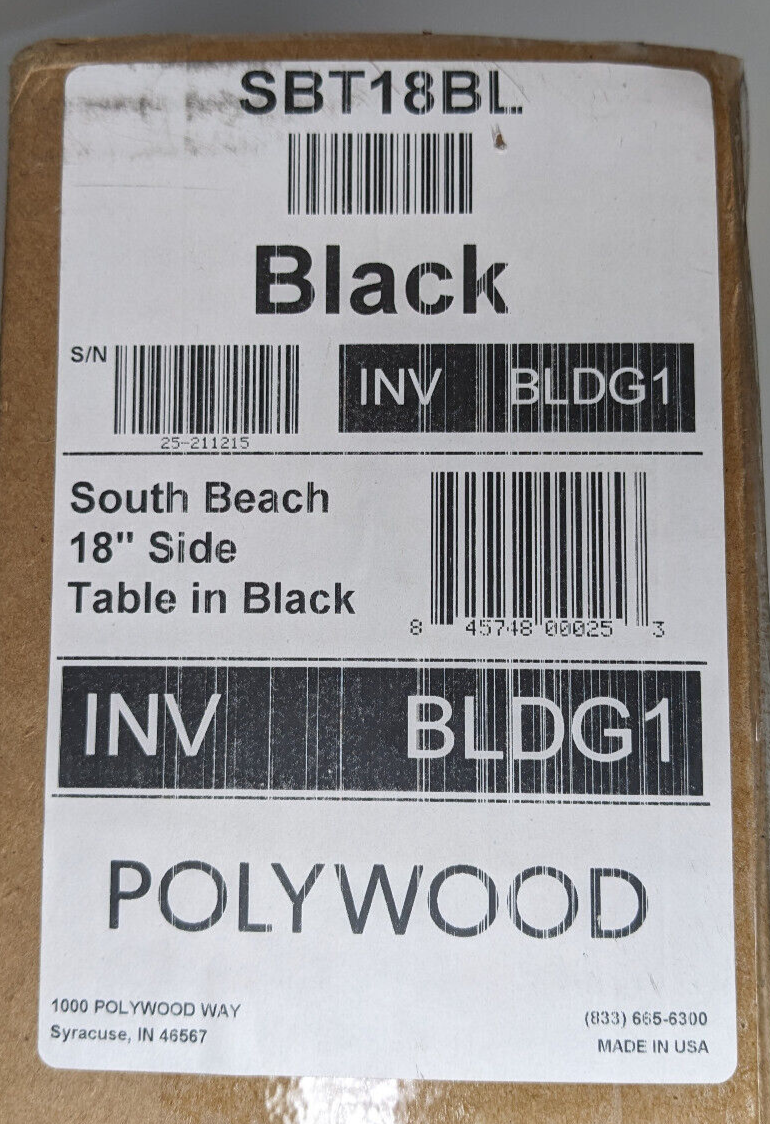 SBT18BL
Black
S/N
25-211215
INV BLDG1
South Beach
18" Side
Table in Black
8 45748 00025 3
INV BLDG1
POLYWOOD
1000 POLYWOOD WAY
Syracuse, IN 46567
(833) 665-6300
MADE IN USA